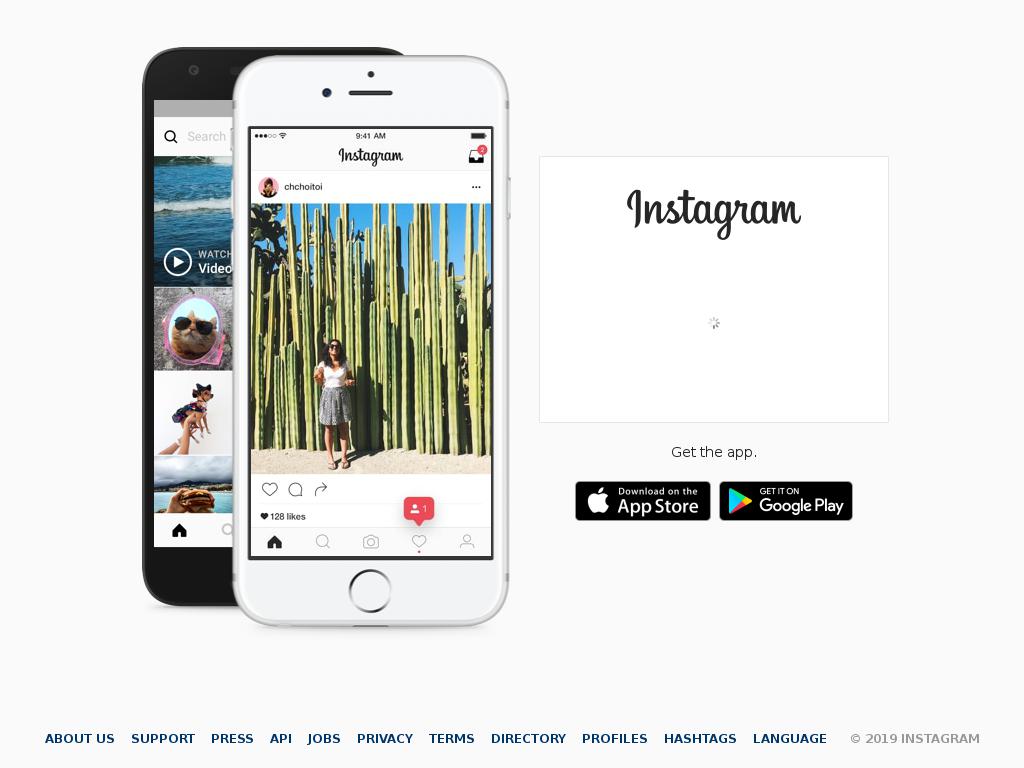 Search
WATCH
Video
9:41 AM
Instagram
2
chchoitoi
128 likes
1
Instagram
Get the app.
Download on the
App Store
GET IT ON
Google Play
ABOUT US SUPPORT PRESS API JOBS PRIVACY TERMS DIRECTORY PROFILES HASHTAGS LANGUAGE © 2019 INSTAGRAM